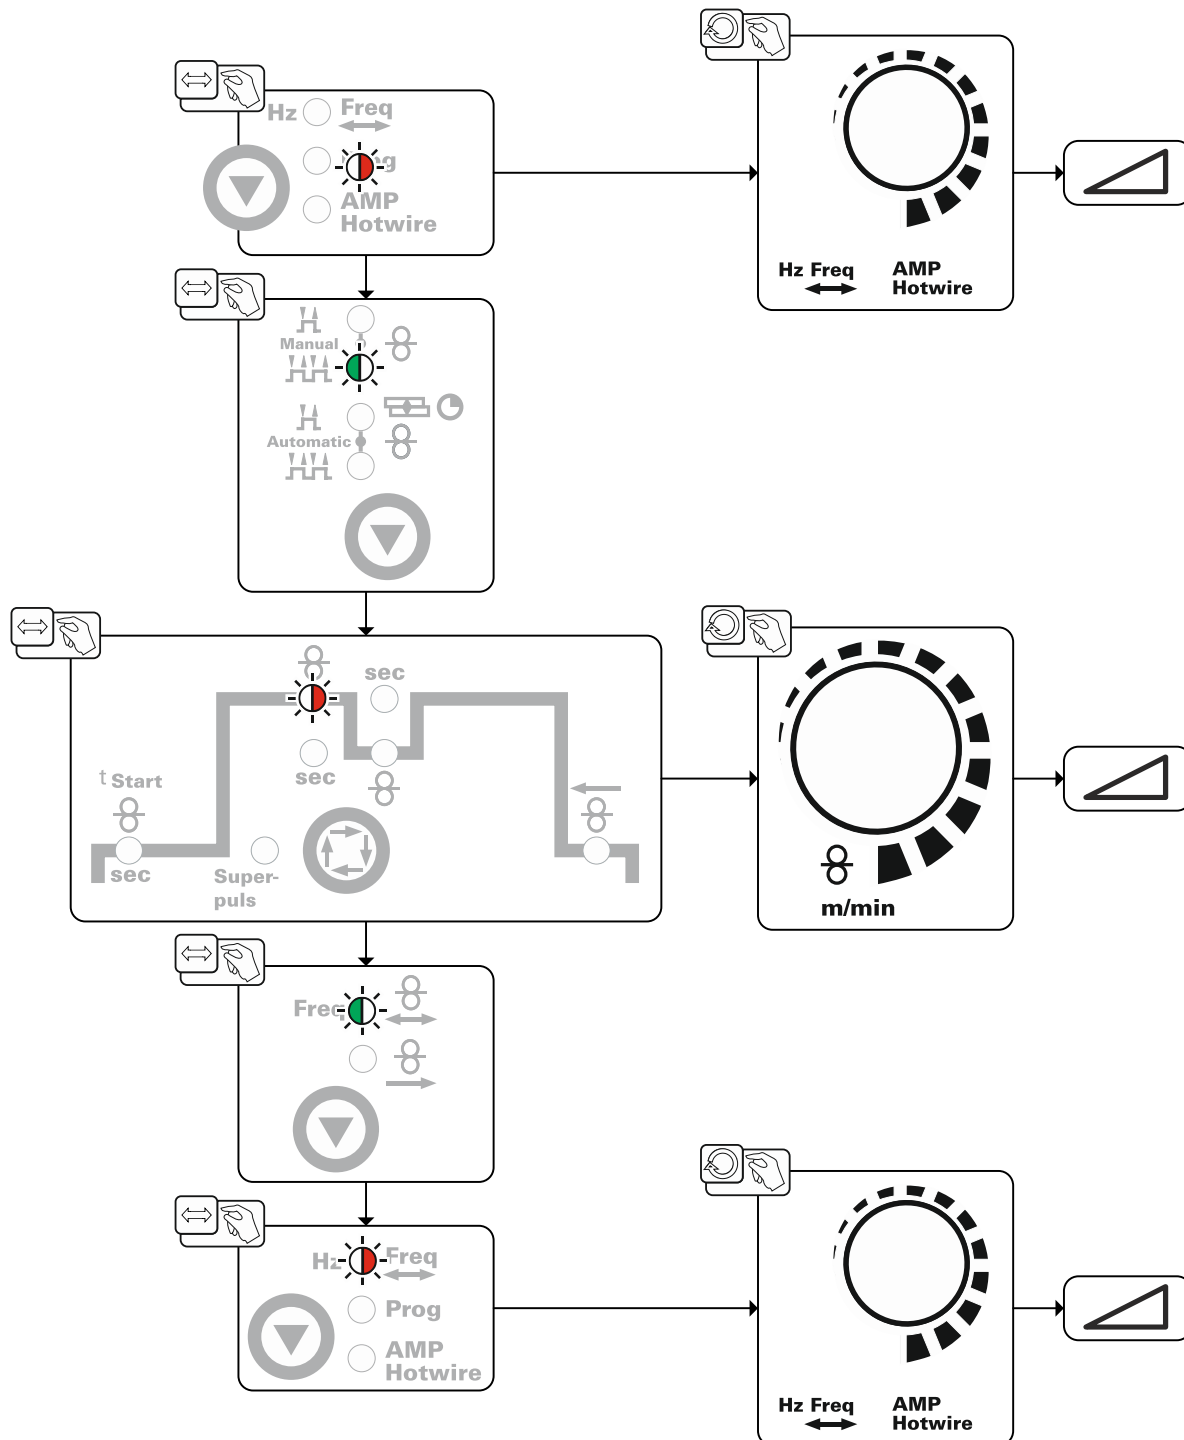 Hz Freq
AMP
Hotwire
Hz Freq
AMP
Hotwire
Manual
Automatic
sec
sec
t Start
sec
Super-
puls
m/min
Freq
Hz Freq
Prog
AMP
Hotwire
Hz Freq
AMP
Hotwire